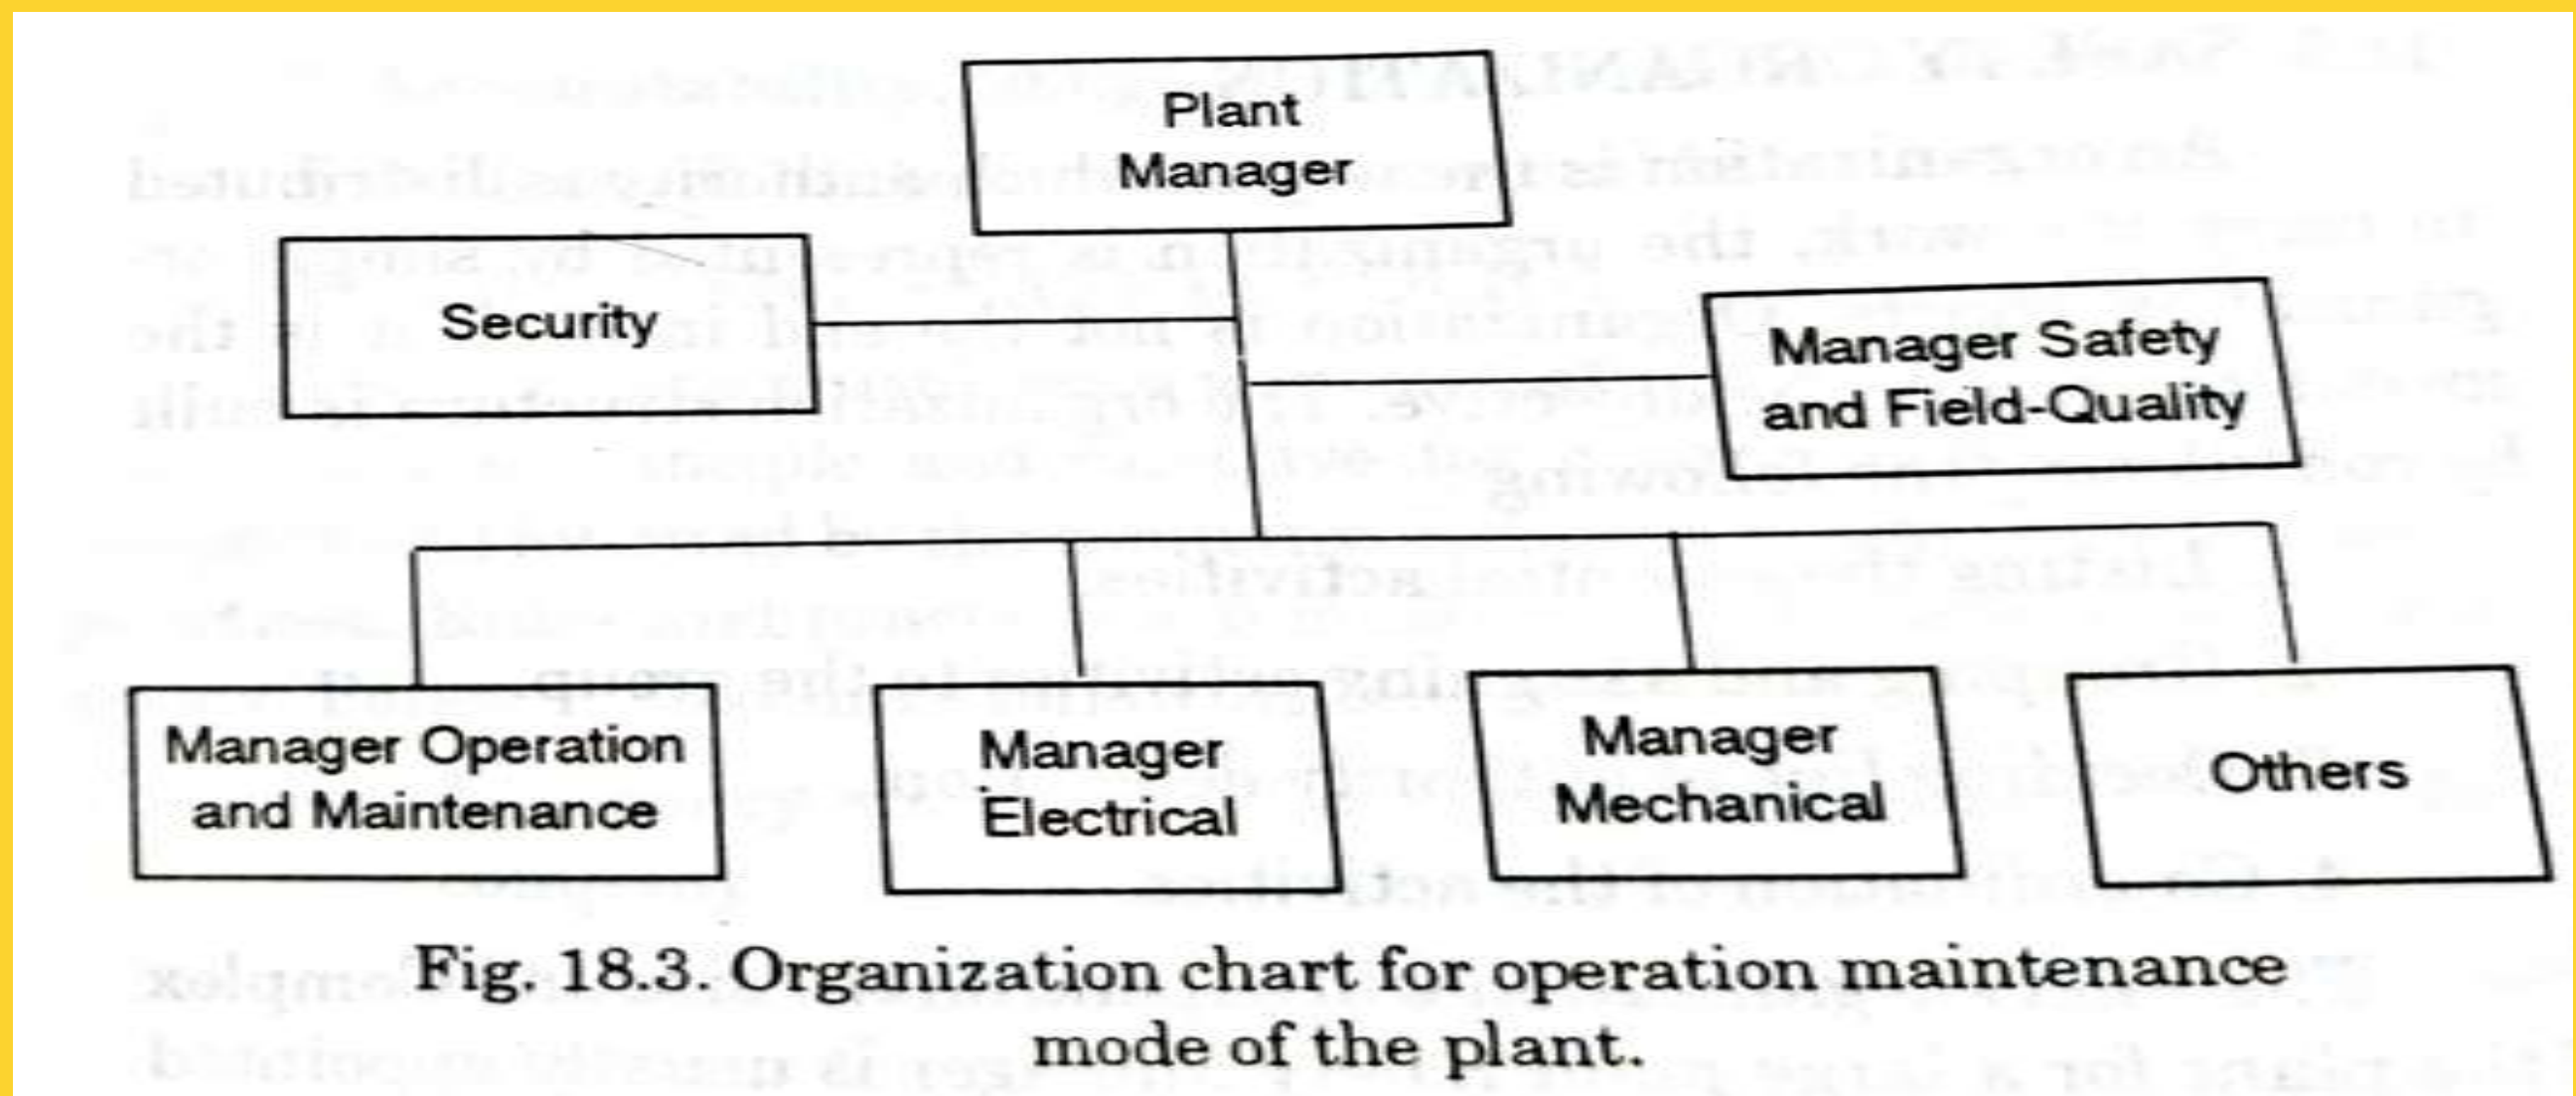 Plant
Manager
Security
Manager Safety
and Field-Quality
Manager Operation
and Maintenance
Manager
Electrical
Manager
Mechanical
Others
Fig. 18.3. Organization chart for operation maintenance
mode of the plant.